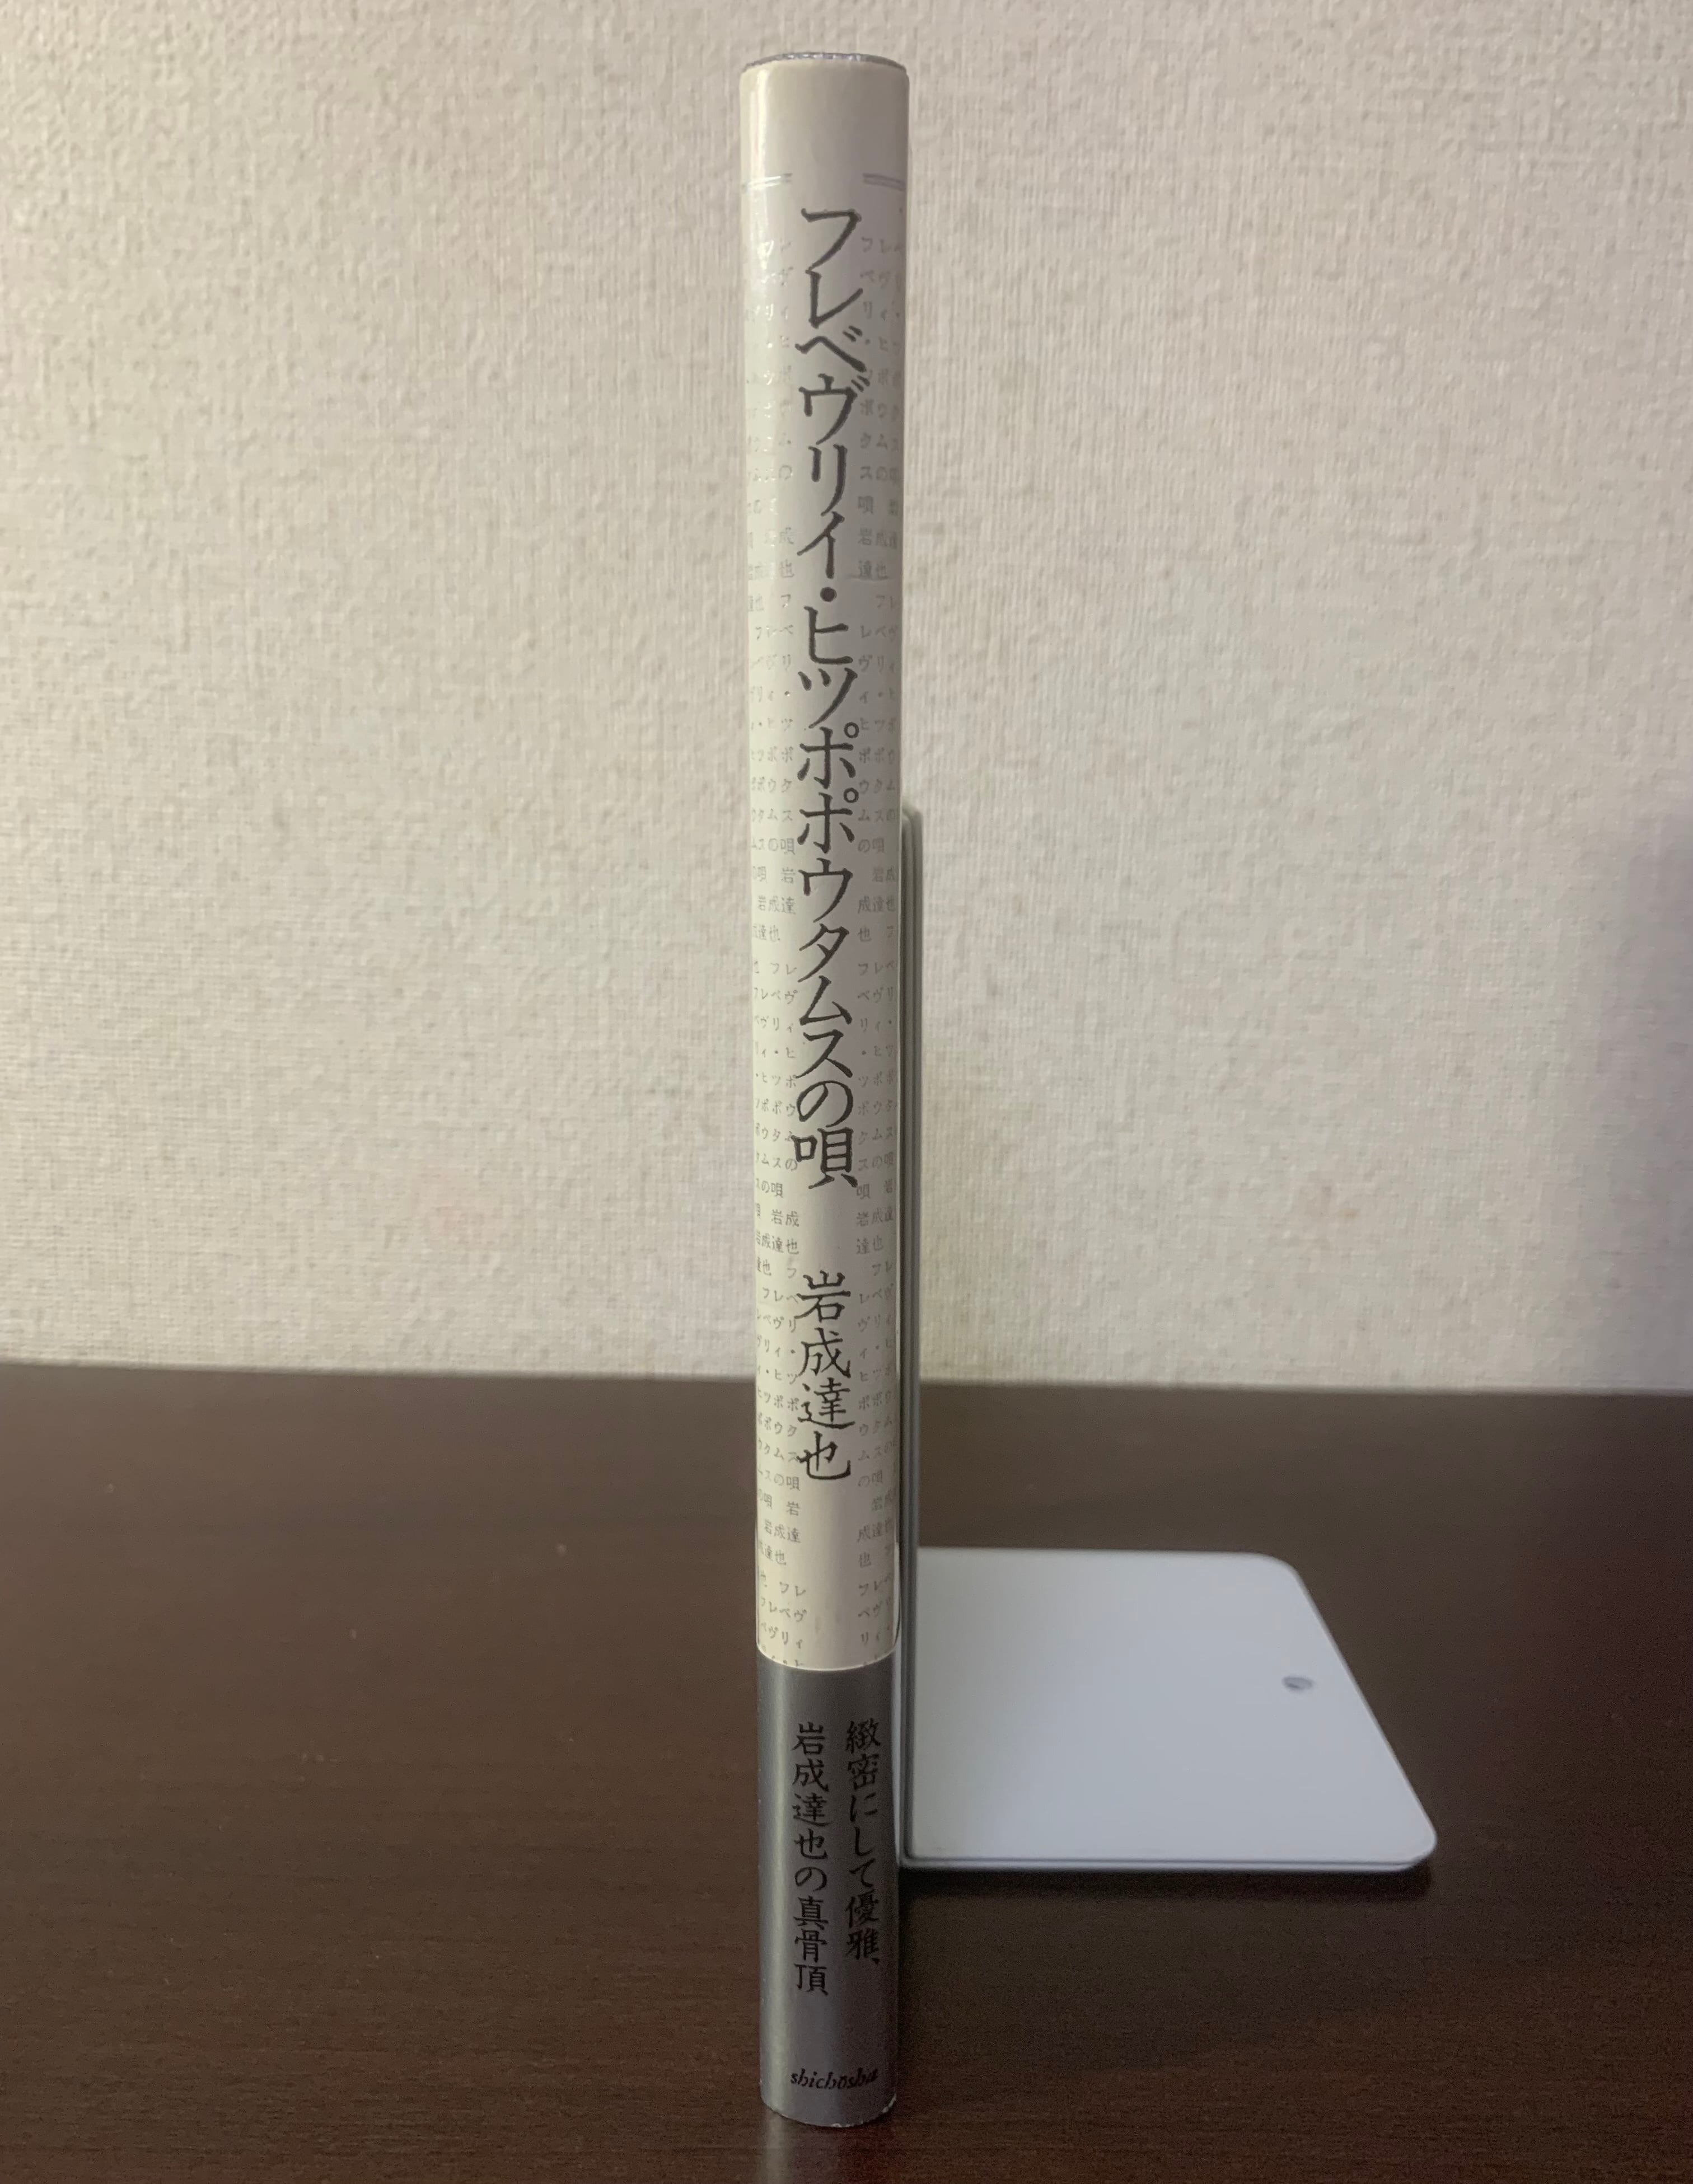 フレベヴリイ・ヒツポポウタムスの唄
岩成達也
緻密にして優雅、
岩成達也の真骨頂
shichōsha